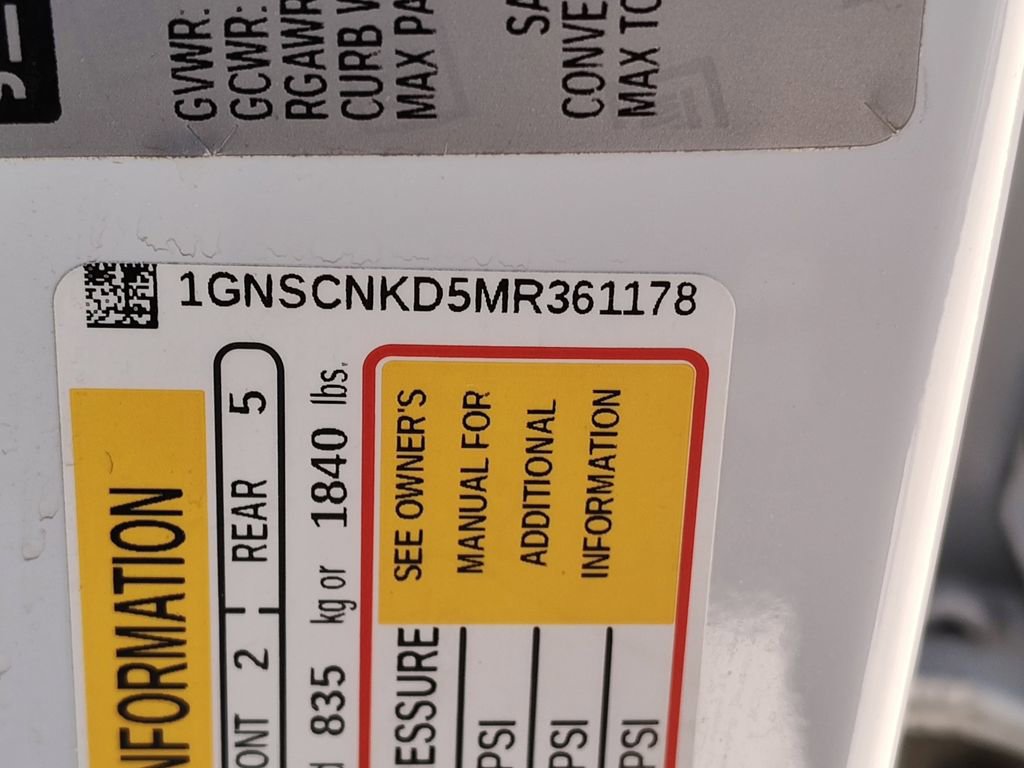 GVWR:
GCWR:
RGAWR
CURB
MAX PA
SA
CONVE
MAX TO
1GNSCNKD5MR361178
NFORMATION
ONT 2 REAR 5
835 kg or 1840 lbs.
ESSURE
PSI
PSI
PSI
SEE OWNER'S
MANUAL FOR
ADDITIONAL
INFORMATION